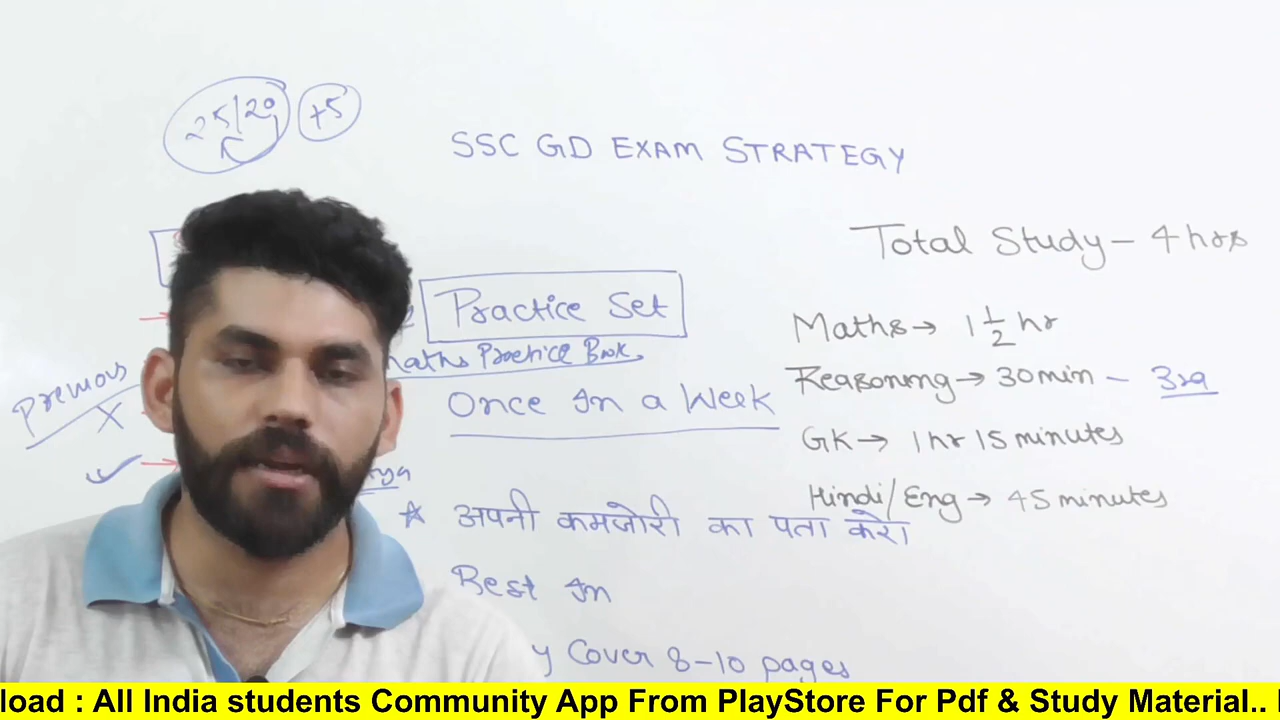 25/20 +5
SSC GD EXAM STRATEGY
Total Study - 4 hrs
Practice Set
Maths → 1 1/2 hr
maths Practice Book
Reasoning → 30 min -
Previous
Once In a Week
GK → 1 hr 15 minutes
Hindi/Eng → 45 minutes
अपनी कमजोरी का पता करो
Best In
y Cover 8-10 pages
load : All India students Community App From PlayStore For Pdf & Study Material..